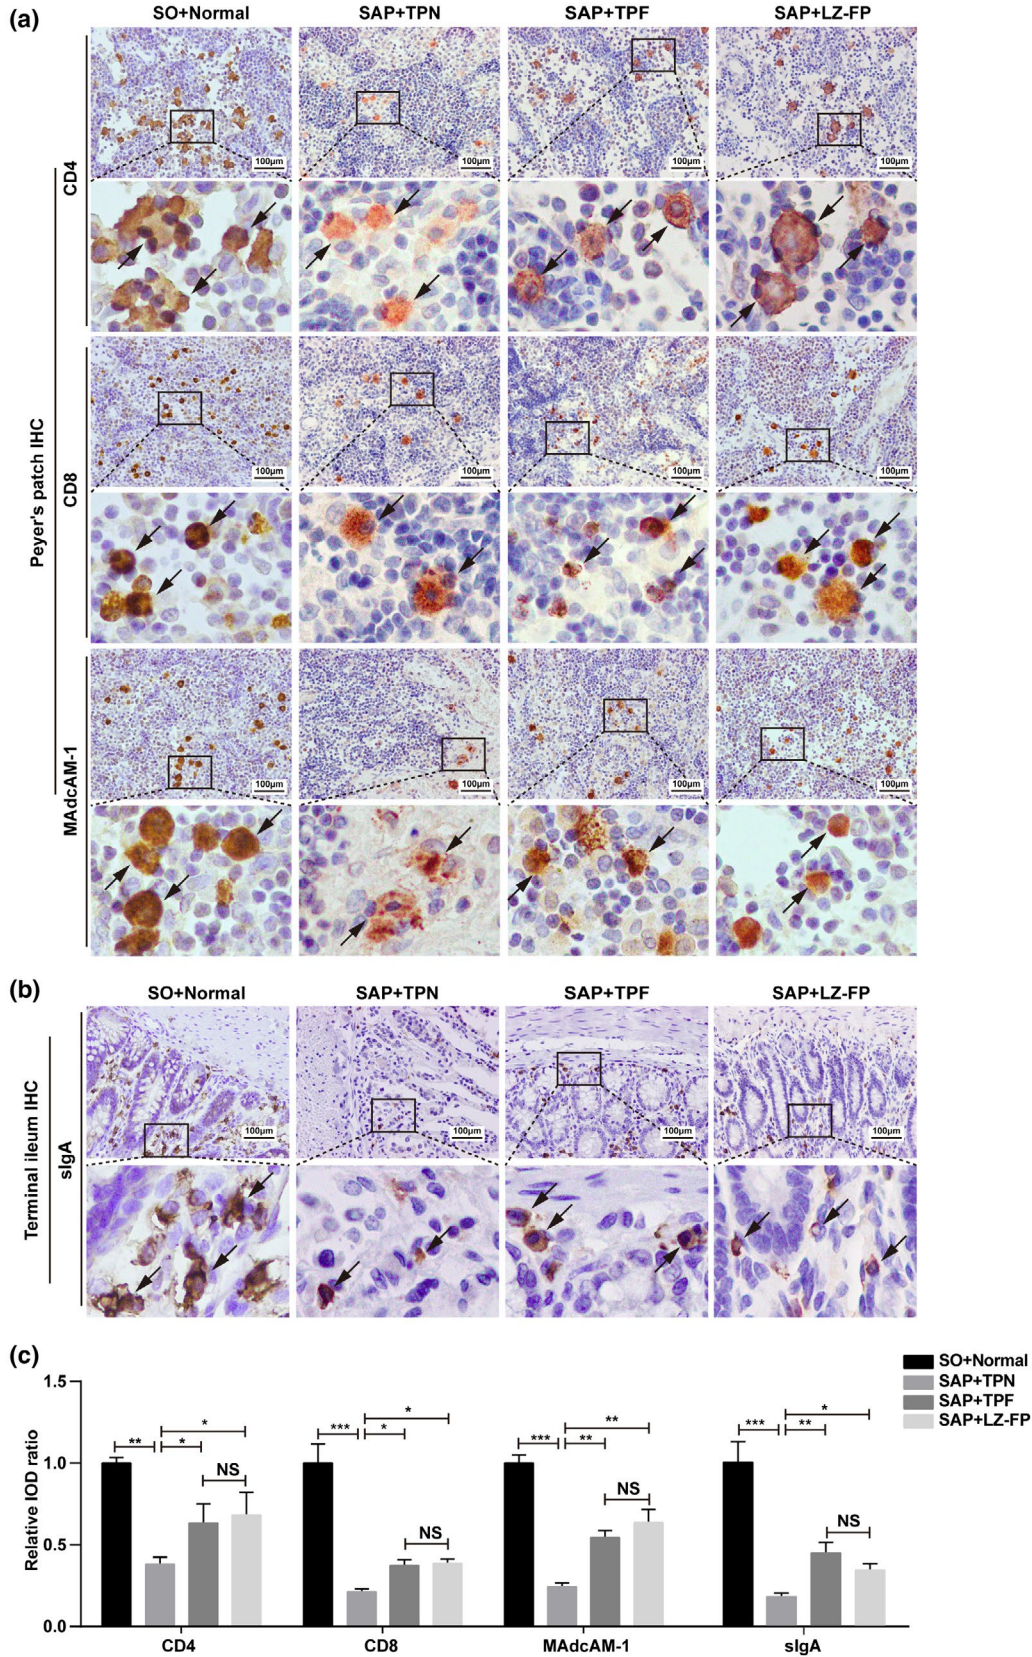 (a)
SO+Normal SAP+TPN SAP+TPF SAP+LZ-FP
Peyer's patch IHC
CD4
100μm 100μm 100μm 100μm
CD8
100μm 100μm 100μm 100μm
MAdcAM-1
100μm 100μm 100μm 100μm
(b)
SO+Normal SAP+TPN SAP+TPF SAP+LZ-FP
Terminal ileum IHC
sIgA
100μm 100μm 100μm 100μm
(c)
SO+Normal
SAP+TPN
SAP+TPF
SAP+LZ-FP
Relative IOD ratio
1.5
1.0
0.5
0.0
** * * NS
*** * * NS
*** ** ** NS
*** ** * NS
CD4 CD8 MAdcAM-1 sIgA